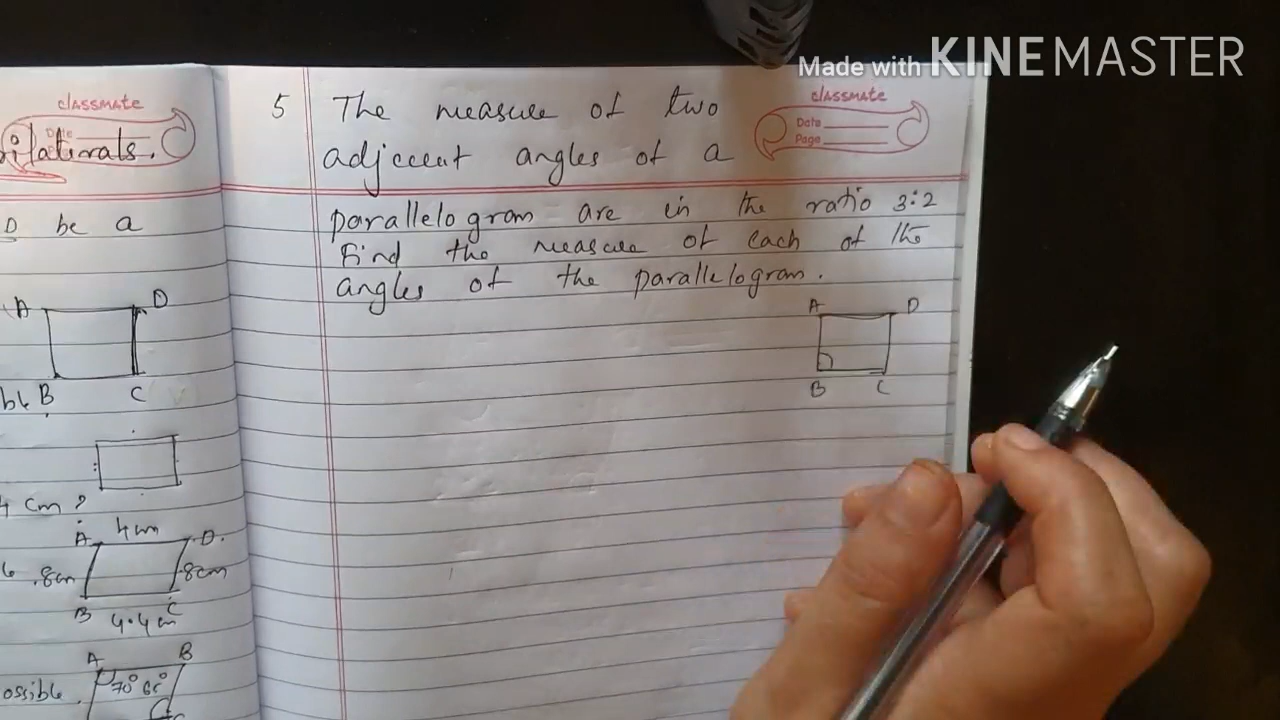 Made with KINEMASTER
classmate
Date
Page
5 The measure of two
adjacent angles of a
parallelogram are in the ratio 3:2
Find the measure of each of the
angles of the parallelogram.
A D
B C
classmate
Date
D be a
A D
B C
4 cm ?
4cm
A D.
.8cm 8cm
B C
4.4cm
A B
70°
ossible